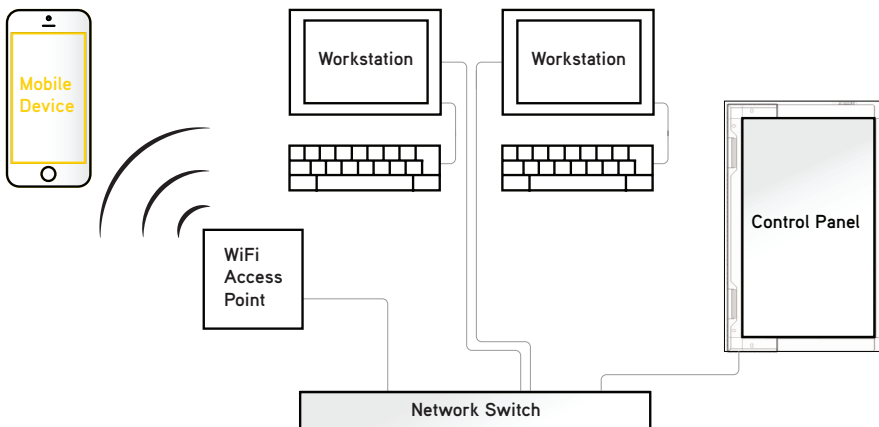 Mobile
Device
Workstation
Workstation
WiFi
Access
Point
Control Panel
Network Switch